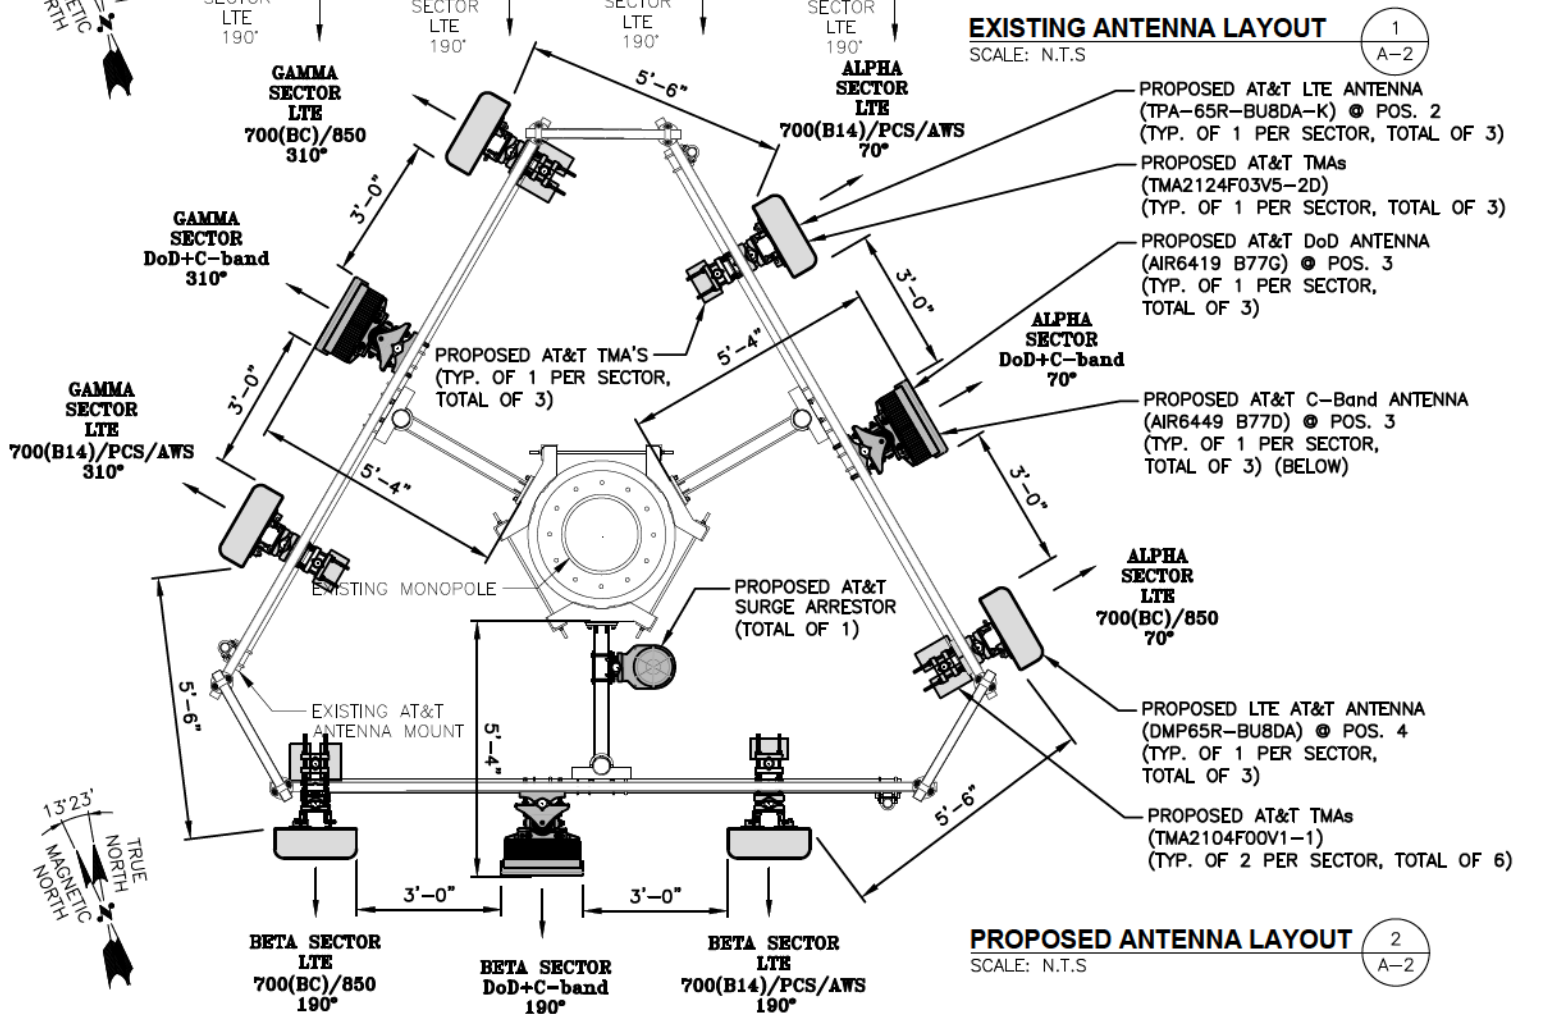 SECTOR
LTE
190°
SECTOR
LTE
190°
SECTOR
LTE
190°
SECTOR
LTE
190°
MAGNETIC
NORTH
EXISTING ANTENNA LAYOUT
SCALE: N.T.S
1
A-2
GAMMA
SECTOR
LTE
700(BC)/850
310°
5'-6"
ALPHA
SECTOR
LTE
700(B14)/PCS/AWS
70°
PROPOSED AT&T LTE ANTENNA
(TPA-65R-BU8DA-K) @ POS. 2
(TYP. OF 1 PER SECTOR, TOTAL OF 3)
PROPOSED AT&T TMAs
(TMA2124F03V5-2D)
(TYP. OF 1 PER SECTOR, TOTAL OF 3)
3'-0"
GAMMA
SECTOR
DoD+C-band
310°
PROPOSED AT&T DoD ANTENNA
(AIR6419 B77G) @ POS. 3
(TYP. OF 1 PER SECTOR,
TOTAL OF 3)
3'-0"
ALPHA
SECTOR
DoD+C-band
70°
5'-4"
PROPOSED AT&T TMA'S
(TYP. OF 1 PER SECTOR,
TOTAL OF 3)
3'-0"
GAMMA
SECTOR
LTE
700(B14)/PCS/AWS
310°
PROPOSED AT&T C-Band ANTENNA
(AIR6449 B77D) @ POS. 3
(TYP. OF 1 PER SECTOR,
TOTAL OF 3) (BELOW)
5'-4"
3'-0"
EXISTING MONOPOLE
PROPOSED AT&T
SURGE ARRESTOR
(TOTAL OF 1)
ALPHA
SECTOR
LTE
700(BC)/850
70°
5'-6"
EXISTING AT&T
ANTENNA MOUNT
5'-4"
PROPOSED LTE AT&T ANTENNA
(DMP65R-BU8DA) @ POS. 4
(TYP. OF 1 PER SECTOR,
TOTAL OF 3)
5'-6"
PROPOSED AT&T TMAs
(TMA2104F00V1-1)
(TYP. OF 2 PER SECTOR, TOTAL OF 6)
13'23'
TRUE
NORTH
MAGNETIC
NORTH
3'-0"
3'-0"
BETA SECTOR
LTE
700(BC)/850
190°
BETA SECTOR
DoD+C-band
190°
BETA SECTOR
LTE
700(B14)/PCS/AWS
190°
PROPOSED ANTENNA LAYOUT
SCALE: N.T.S
2
A-2